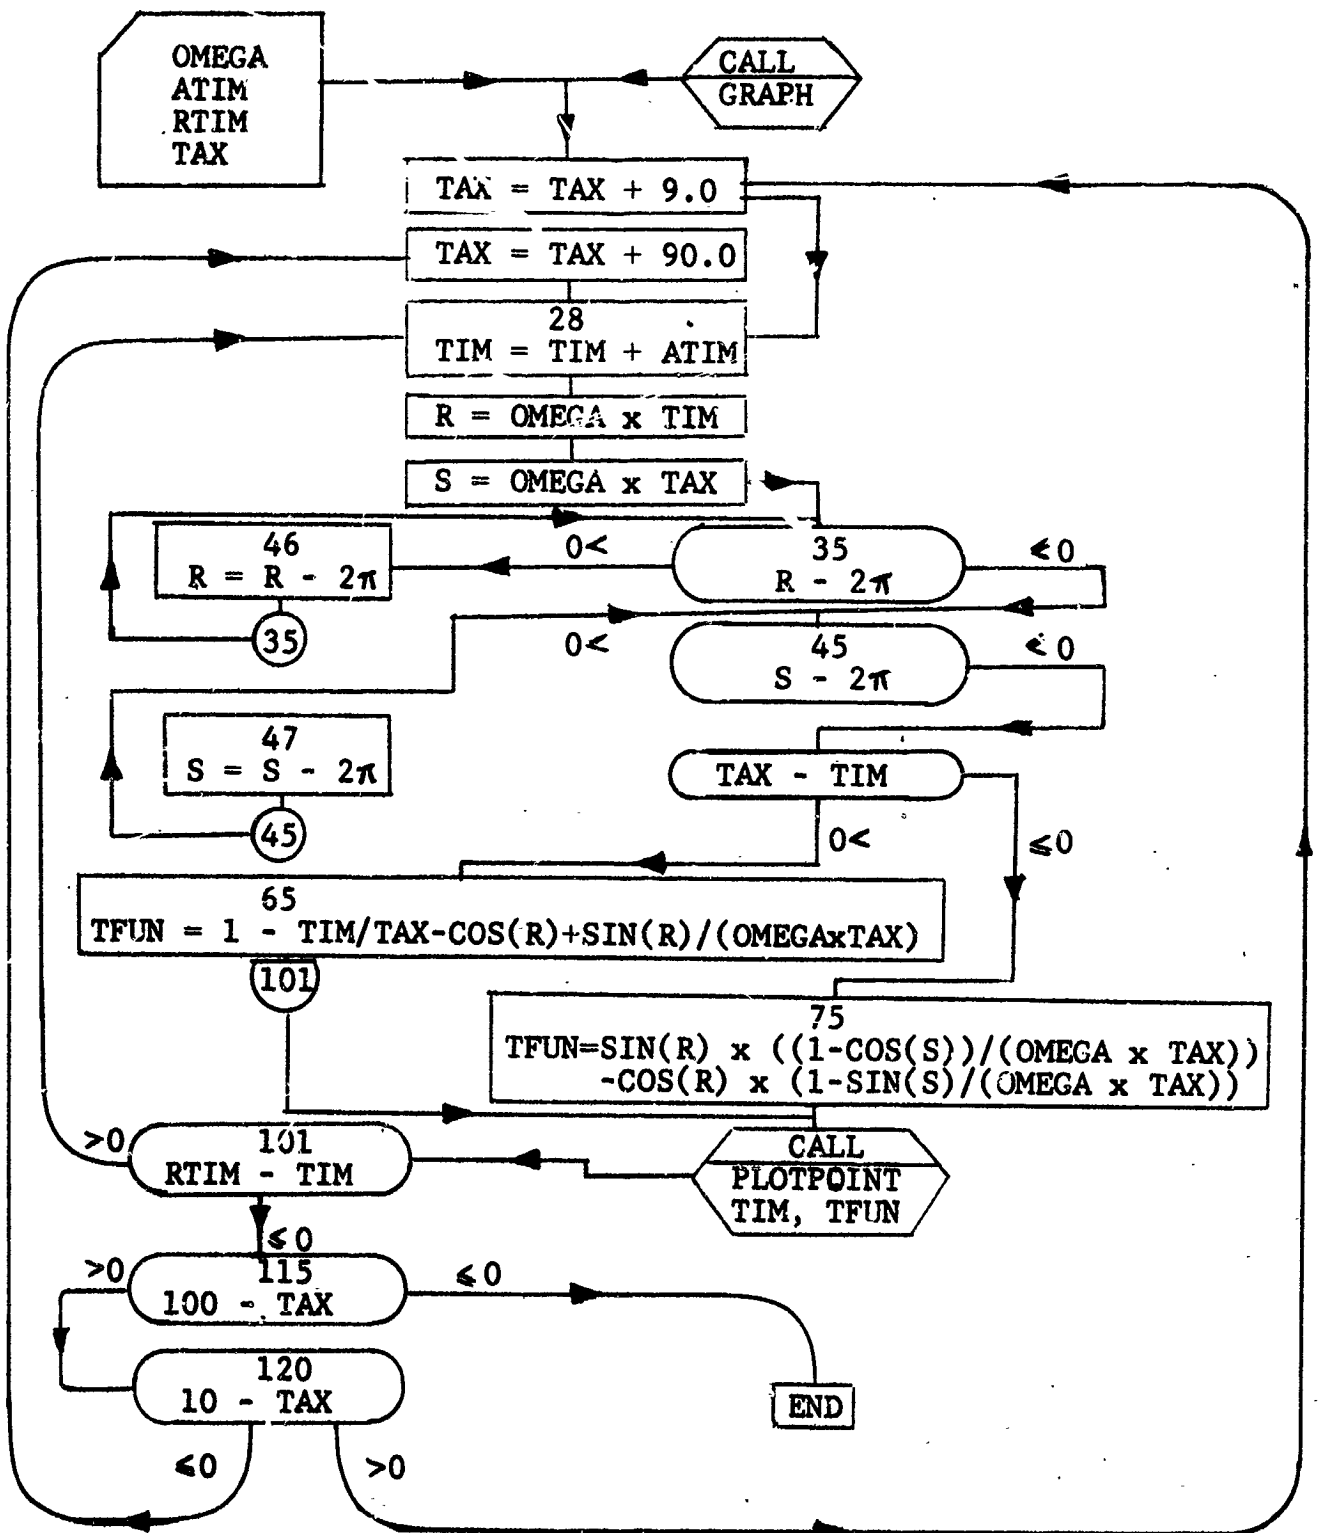 OMEGA
ATIM
RTIM
TAX
CALL
GRAPH
TAX = TAX + 9.0
TAX = TAX + 90.0
28
TIM = TIM + ATIM
R = OMEGA x TIM
S = OMEGA x TAX
46
R = R - 2π
0<
35
R - 2π
≤0
35
0<
45
S - 2π
≤0
47
S = S - 2π
45
TAX - TIM
0<
≤0
65
TFUN = 1 - TIM/TAX-COS(R)+SIN(R)/(OMEGAxTAX)
101
75
TFUN=SIN(R) x ((1-COS(S))/(OMEGA x TAX))
-COS(R) x (1-SIN(S)/(OMEGA x TAX))
>0
101
RTIM - TIM
CALL
PLOTPOINT
TIM, TFUN
≤0
>0
115
100 - TAX
≤0
120
10 - TAX
END
≤0
>0